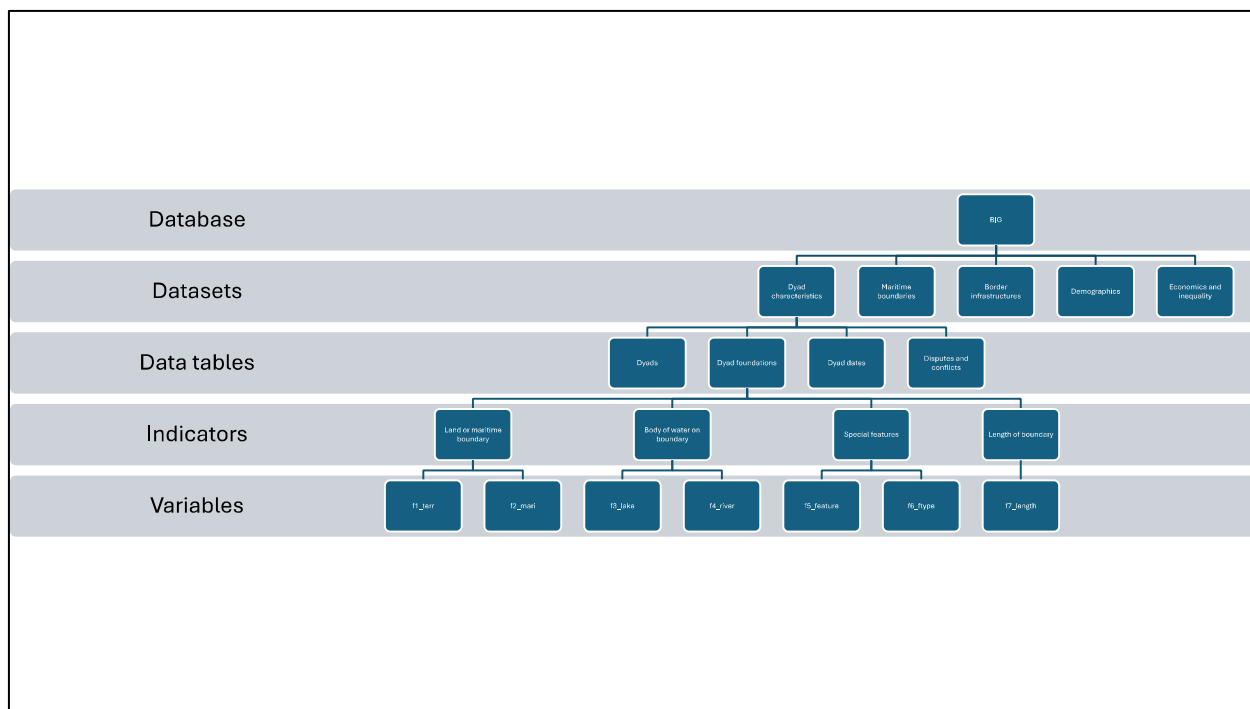 Database
BIG
Datasets
Dyad
characteristics
Maritime
boundaries
Border
infrastructures
Demographics
Economics and
inequality
Data tables
Dyads
Dyad foundations
Dyad dates
Disputes and
conflicts
Indicators
Land or maritime
boundary
Body of water on
boundary
Special features
Length of boundary
Variables
f1_terr
f2_mari
f3_lake
f4_river
f5_feature
f6_ftype
f7_length